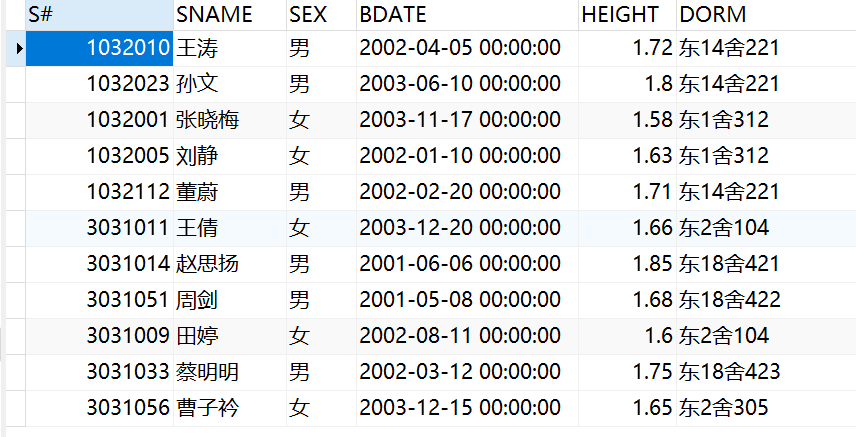 S# SNAME SEX BDATE HEIGHT DORM
1032010 王涛 男 2002-04-05 00:00:00 1.72 东14舍221
1032023 孙文 男 2003-06-10 00:00:00 1.8 东14舍221
1032001 张晓梅 女 2003-11-17 00:00:00 1.58 东1舍312
1032005 刘静 女 2002-01-10 00:00:00 1.63 东1舍312
1032112 董蔚 男 2002-02-20 00:00:00 1.71 东14舍221
3031011 王倩 女 2003-12-20 00:00:00 1.66 东2舍104
3031014 赵思扬 男 2001-06-06 00:00:00 1.85 东18舍421
3031051 周剑 男 2001-05-08 00:00:00 1.68 东18舍422
3031009 田婷 女 2002-08-11 00:00:00 1.6 东2舍104
3031033 蔡明明 男 2002-03-12 00:00:00 1.75 东18舍423
3031056 曹子衿 女 2003-12-15 00:00:00 1.65 东2舍305